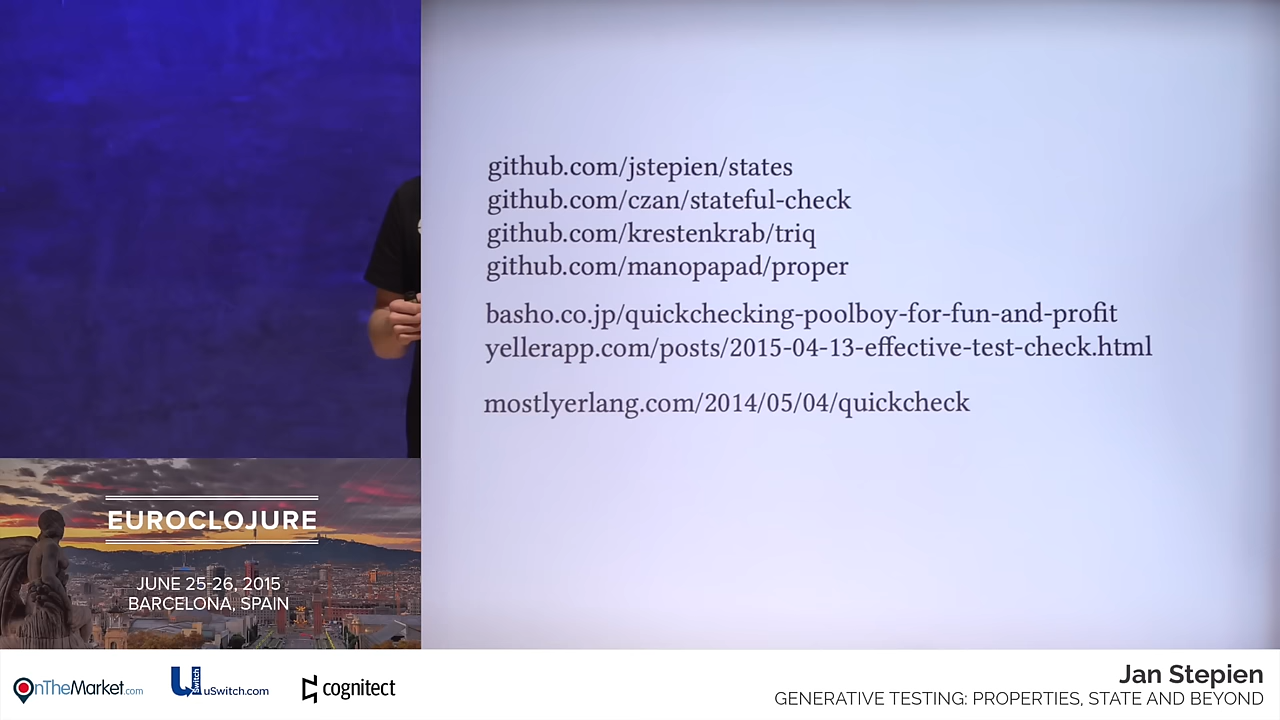 github.com/jstepien/states
github.com/czan/stateful-check
github.com/krestenkrab/triq
github.com/manopapad/proper
basho.co.jp/quickchecking-poolboy-for-fun-and-profit
yellerapp.com/posts/2015-04-13-effective-test-check.html
mostlyerlang.com/2014/05/04/quickcheck
EUROCLOJURE
JUNE 25-26, 2015
BARCELONA, SPAIN
OnTheMarket.com
uSwitch uSwitch.com
cognitect
Jan Stepien
GENERATIVE TESTING: PROPERTIES, STATE AND BEYOND